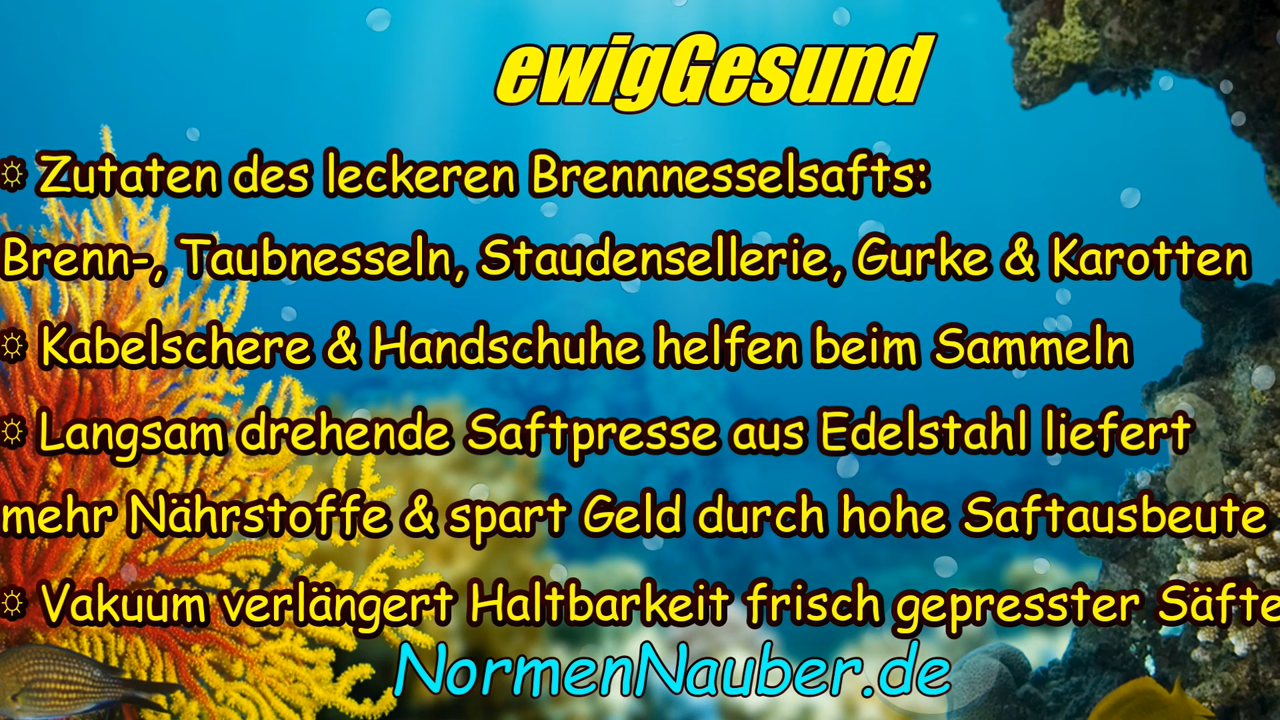 ewigGesund
☼ Zutaten des leckeren Brennnesselsafts:
Brenn-, Taubnesseln, Staudensellerie, Gurke & Karotten
☼ Kabelschere & Handschuhe helfen beim Sammeln
☼ Langsam drehende Saftpresse aus Edelstahl liefert
mehr Nährstoffe & spart Geld durch hohe Saftausbeute
☼ Vakuum verlängert Haltbarkeit frisch gepresster Säfte
NormenNauber.de